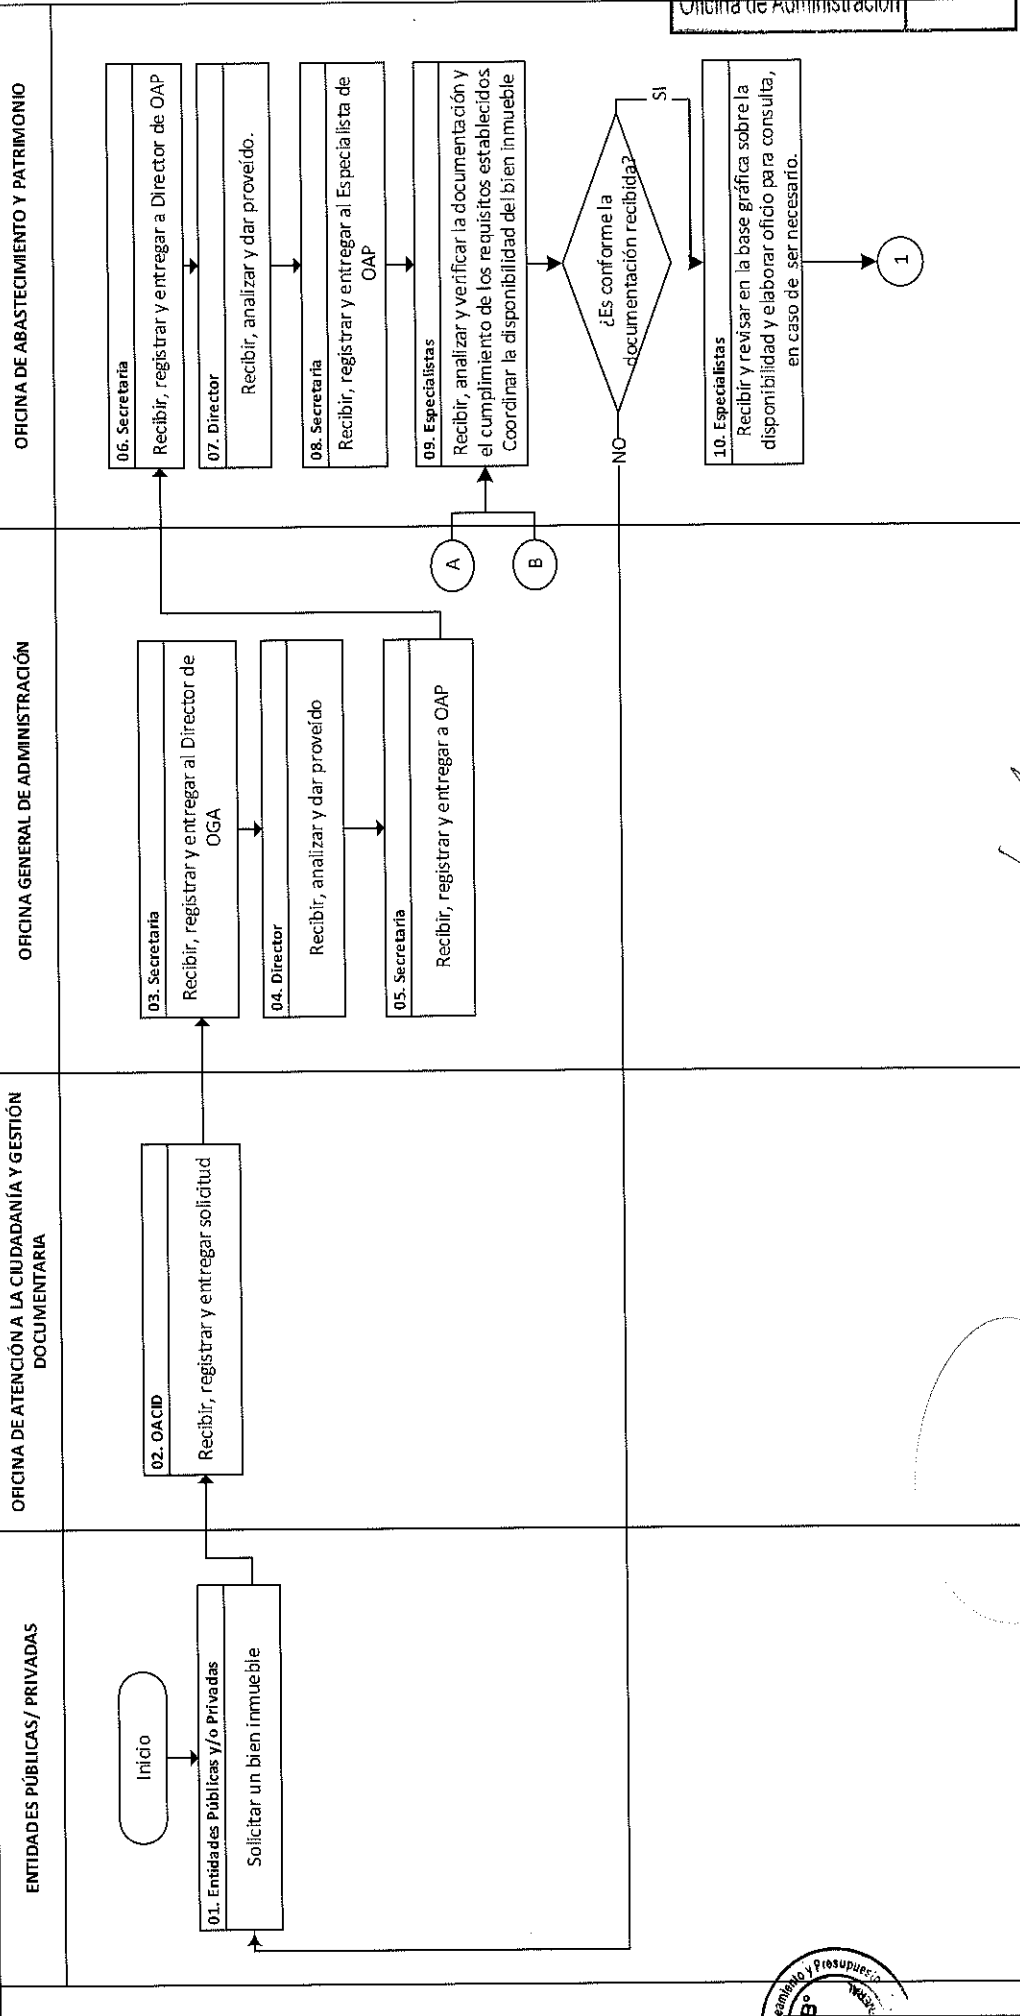 ENTIDADES PÚBLICAS/ PRIVADAS
Inicio
01. Entidades Públicas y/o Privadas
Solicitar un bien inmueble
OFICINA DE ATENCIÓN A LA CIUDADANÍA Y GESTIÓN
DOCUMENTARIA
02. OACID
Recibir, registrar y entregar solicitud
OFICINA GENERAL DE ADMINISTRACIÓN
03. Secretaria
Recibir, registrar y entregar al Director de
OGA
04. Director
Recibir, analizar y dar proveído
05. Secretaria
Recibir, registrar y entregar a OAP
OFICINA DE ABASTECIMIENTO Y PATRIMONIO
06. Secretaria
Recibir, registrar y entregar a Director de OAP
07. Director
Recibir, analizar y dar proveído.
08. Secretaria
Recibir, registrar y entregar al Especialista de
OAP
A
B
09. Especialistas
Recibir, analizar y verificar la documentación y
el cumplimiento de los requisitos establecidos
Coordinar la disponibilidad del bien inmueble
¿Es conforme la
documentación recibida?
NO
SI
10. Especialistas
Recibir y revisar en la base gráfica sobre la
disponibilidad y elaborar oficio para consulta,
en caso de ser necesario.
1
Oficina de Administración
y Presupuesto